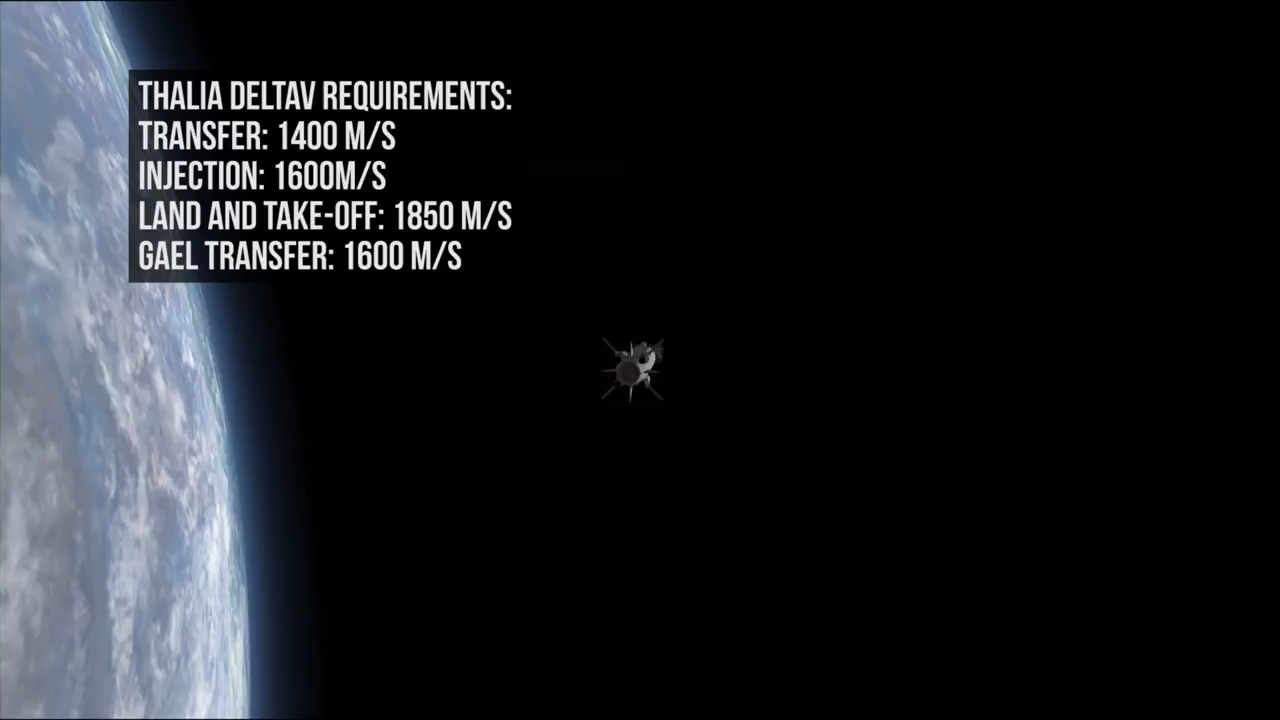 THALIA DELTAV REQUIREMENTS:
TRANSFER: 1400 M/S
INJECTION: 1600M/S
LAND AND TAKE-OFF: 1850 M/S
GAEL TRANSFER: 1600 M/S